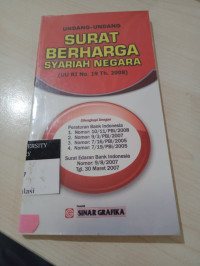 UNDANG-UNDANG
SURAT
BERHARGA
SYARIAH NEGARA
(UU RI No. 19 Th. 2008)
Dilengkapi Dengan
Peraturan Bank Indonesia
1. Nomor: 10/11/PBI/2008
2. Nomor: 9/3/PBI/2007
3. Nomor: 7/16/PBI/2005
4. Nomor: 7/19/PBI/2005
Surat Edaran Bank Indonesia
Nomor: 9/8/2007
Tgl. 30 Maret 2007
SINAR GRAFIKA